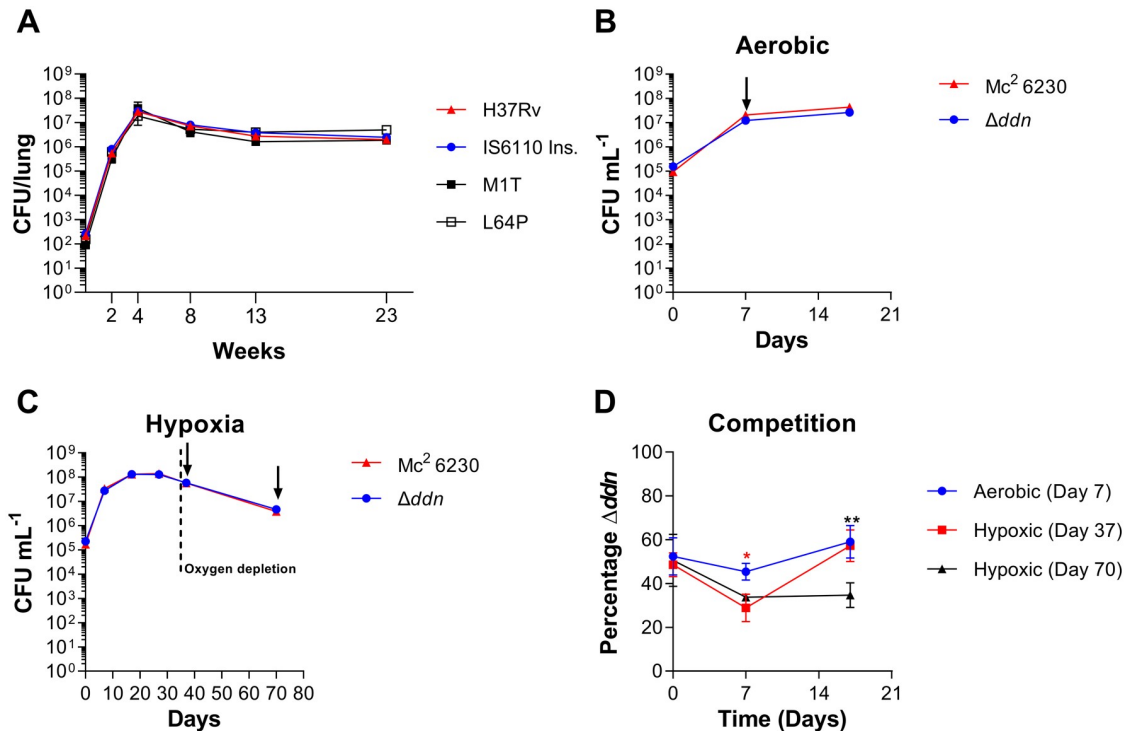 A
CFU/lung
10⁹
10⁸
10⁷
10⁶
10⁵
10⁴
10³
10²
10¹
10⁰
2 4 8 13 23
Weeks
H37Rv
IS6110 Ins.
M1T
L64P
B
Aerobic
CFU mL⁻¹
10⁹
10⁸
10⁷
10⁶
10⁵
10⁴
10³
10²
10¹
10⁰
0 7 14 21
Days
Mc² 6230
Δddn
C
Hypoxia
CFU mL⁻¹
10⁹
10⁸
10⁷
10⁶
10⁵
10⁴
10³
10²
10¹
10⁰
Oxygen depletion
0 10 20 30 40 50 60 70 80
Days
Mc² 6230
Δddn
D
Competition
Percentage Δddn
100
80
60
40
20
0
*
**
0 7 14 21
Time (Days)
Aerobic (Day 7)
Hypoxic (Day 37)
Hypoxic (Day 70)